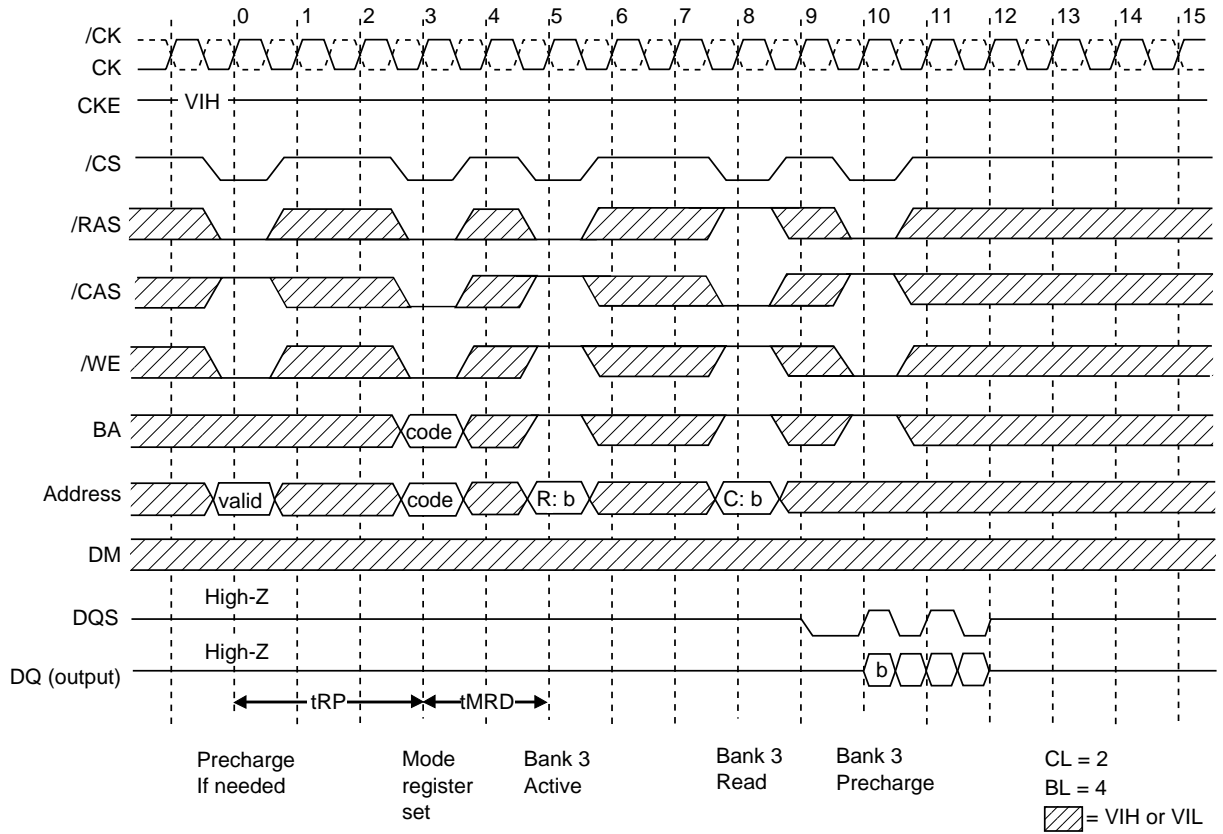 0 1 2 3 4 5 6 7 8 9 10 11 12 13 14 15
/CK
CK
CKE
VIH
/CS
/RAS
/CAS
/WE
BA
code
Address
valid
code
R: b
C: b
DM
High-Z
DQS
High-Z
DQ (output)
b
tRP
tMRD
Precharge
If needed
Mode
register
set
Bank 3
Active
Bank 3
Read
Bank 3
Precharge
CL = 2
BL = 4
= VIH or VIL